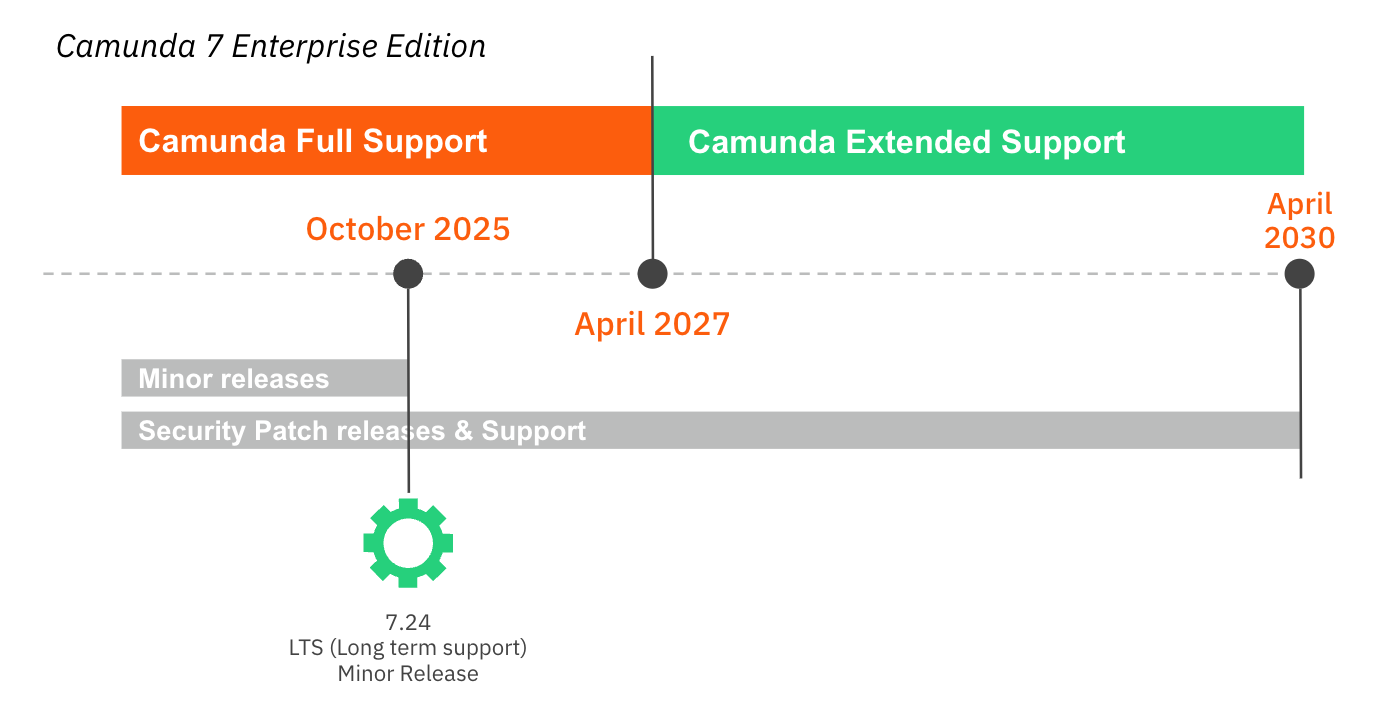 Camunda 7 Enterprise Edition
Camunda Full Support
Camunda Extended Support
October 2025
April
2030
April 2027
Minor releases
Security Patch releases & Support
7.24
LTS (Long term support)
Minor Release